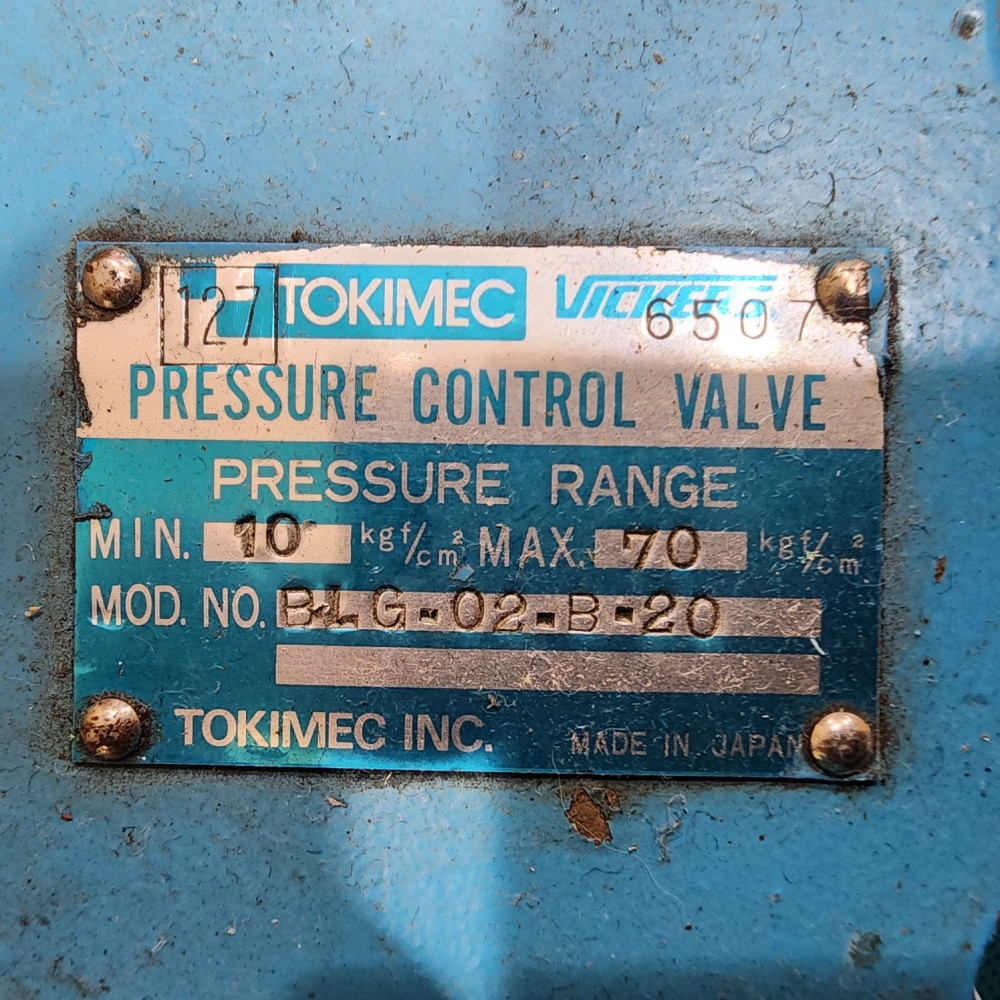 127 TOKIMEC VICKERS 6507
PRESSURE CONTROL VALVE
PRESSURE RANGE
MIN. 10 kgf/cm² MAX. 70 kgf/cm²
MOD. NO. BLG-02-B-20
TOKIMEC INC. MADE IN JAPAN